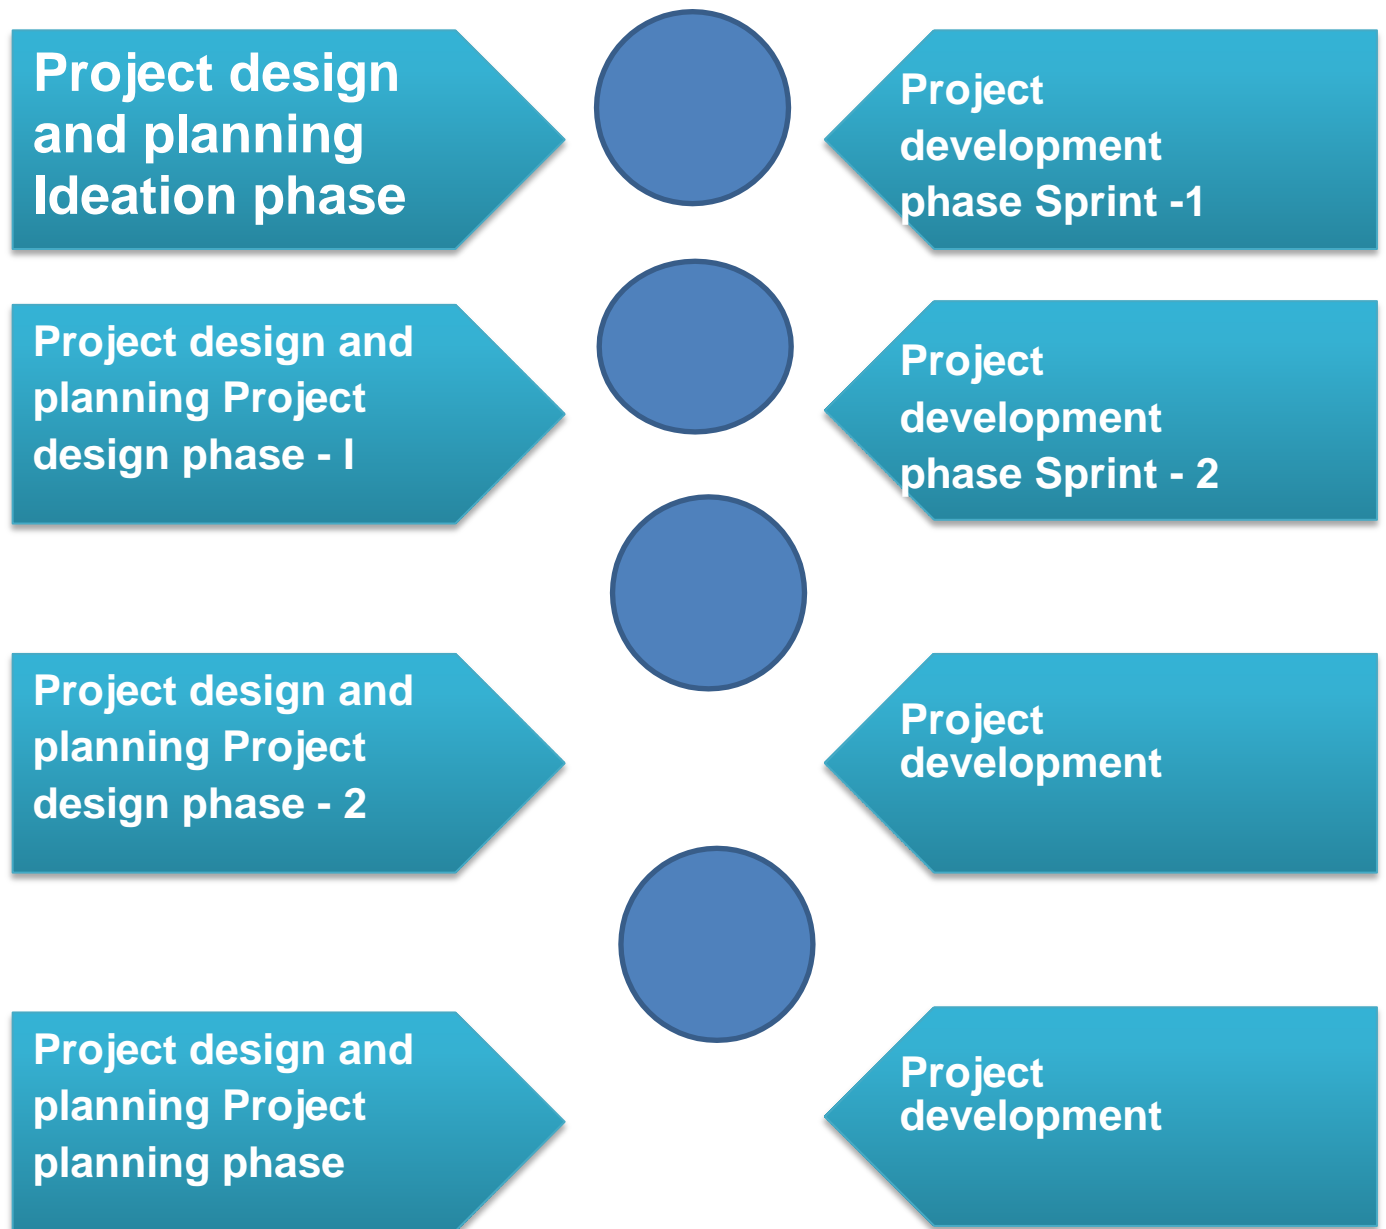 Project design
and planning
Ideation phase
Project
development
phase Sprint -1
Project design and
planning Project
design phase - I
Project
development
phase Sprint - 2
Project design and
planning Project
design phase - 2
Project
development
Project design and
planning Project
planning phase
Project
development